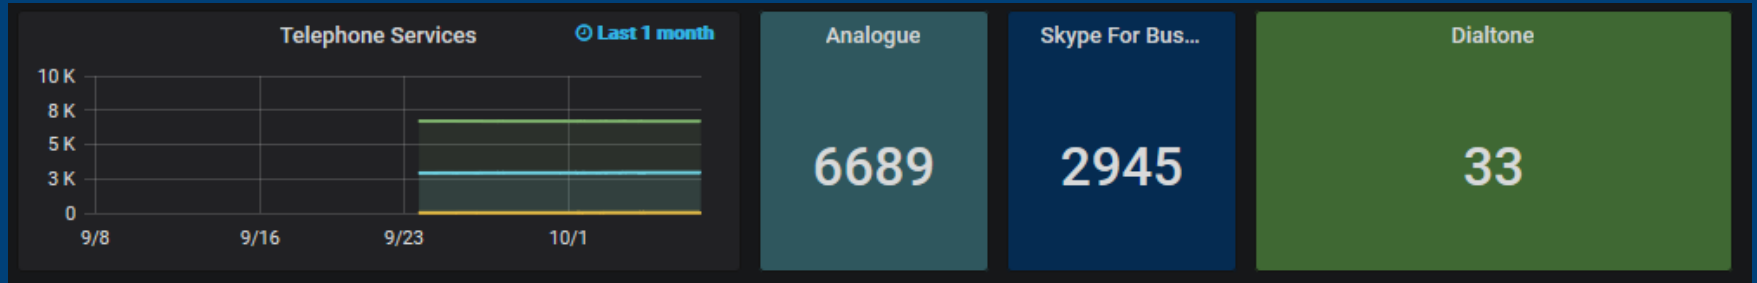 Telephone Services
Last 1 month
10 K
8 K
5 K
3 K
0
9/8
9/16
9/23
10/1
Analogue
6689
Skype For Bus...
2945
Dialtone
33